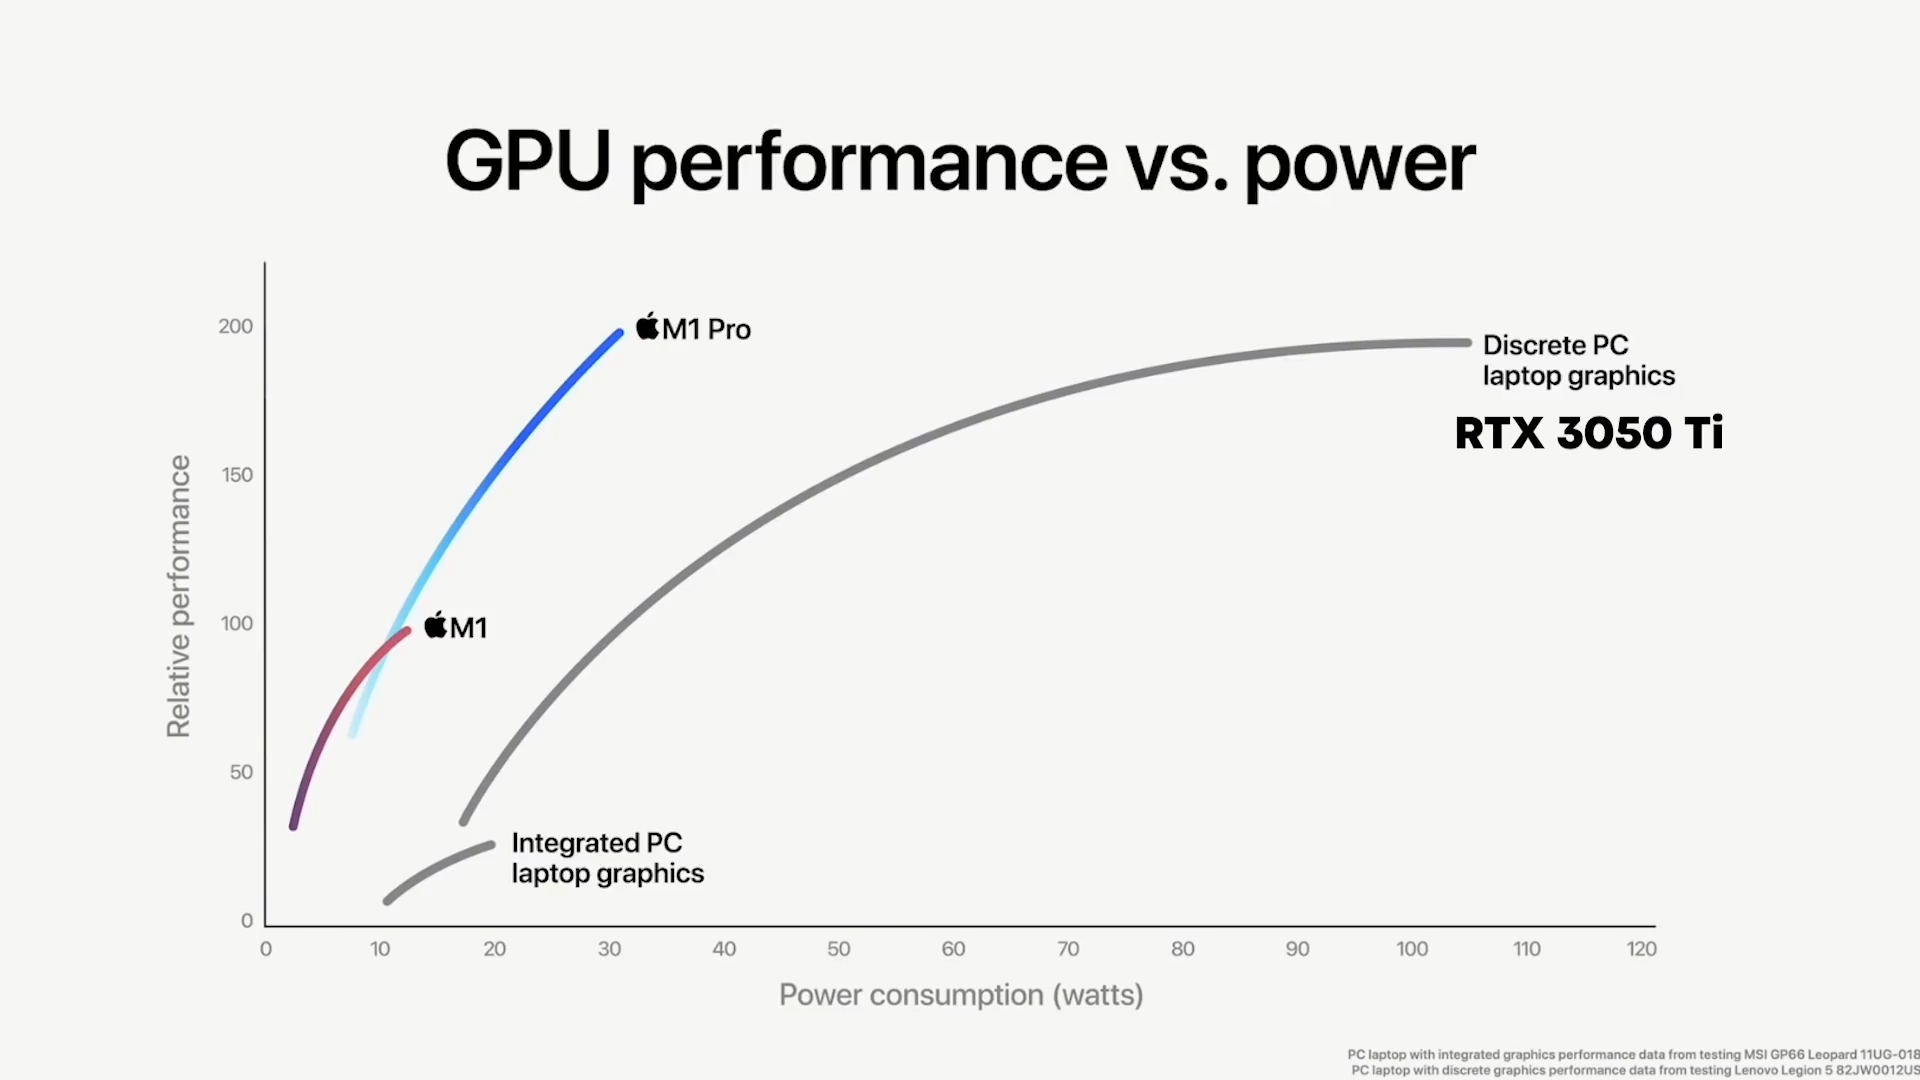 GPU performance vs. power
Relative performance
200
150
100
50
0
M1 Pro
M1
Discrete PC
laptop graphics
RTX 3050 Ti
Integrated PC
laptop graphics
0 10 20 30 40 50 60 70 80 90 100 110 120
Power consumption (watts)
PC laptop with integrated graphics performance data from testing MSI GP66 Leopard 11UG-018
PC laptop with discrete graphics performance data from testing Lenovo Legion 5 82JW0012US